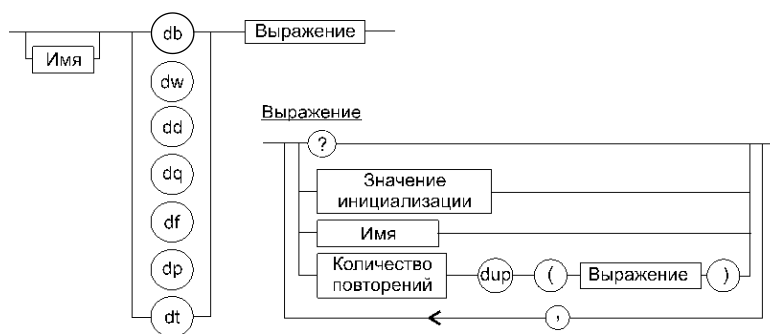 db
Выражение
Имя
dw
dd
dq
df
dp
dt
Выражение
?
Значение
инициализации
Имя
Количество
повторений
dup
(
Выражение
)
,